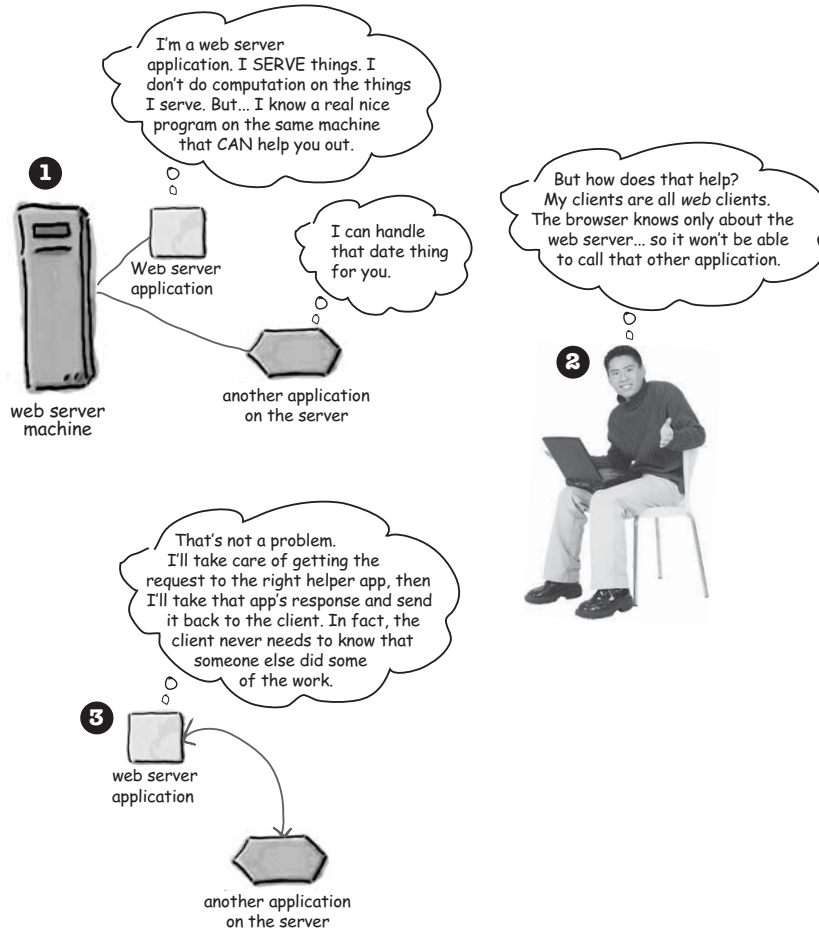 I'm a web server
application. I SERVE things. I
don't do computation on the things
I serve. But... I know a real nice
program on the same machine
that CAN help you out.
1
I can handle
that date thing
for you.
Web server
application
another application
on the server
web server
machine
But how does that help?
My clients are all web clients.
The browser knows only about the
web server... so it won't be able
to call that other application.
2
That's not a problem.
I'll take care of getting the
request to the right helper app, then
I'll take that app's response and send
it back to the client. In fact, the
client never needs to know that
someone else did some
of the work.
3
web server
application
another application
on the server